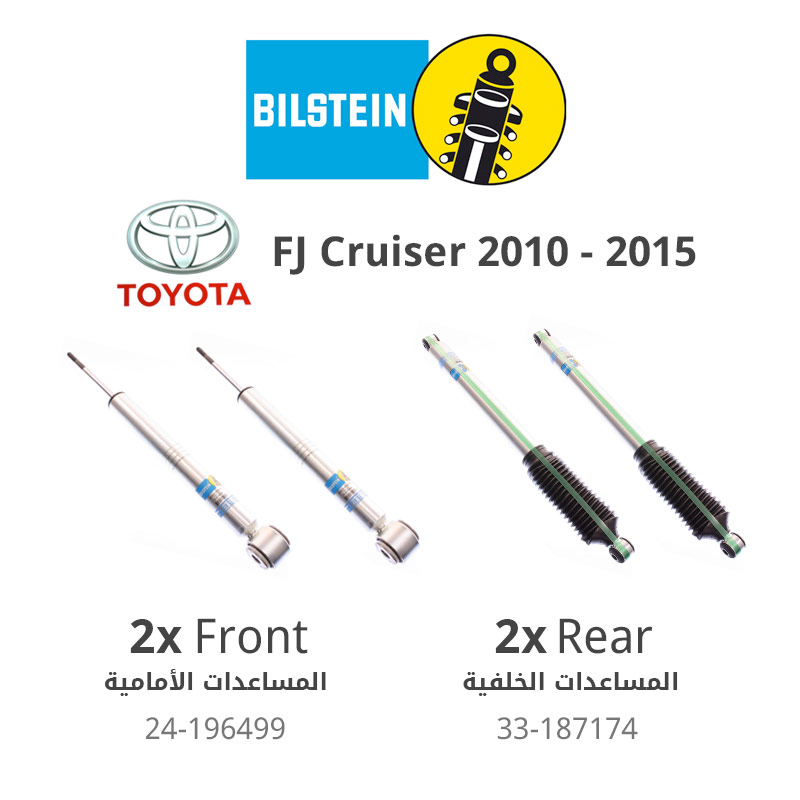 BILSTEIN
TOYOTA
FJ Cruiser 2010 - 2015
2x Front
2x Rear
المساعدات الأمامية
المساعدات الخلفية
24-196499
33-187174